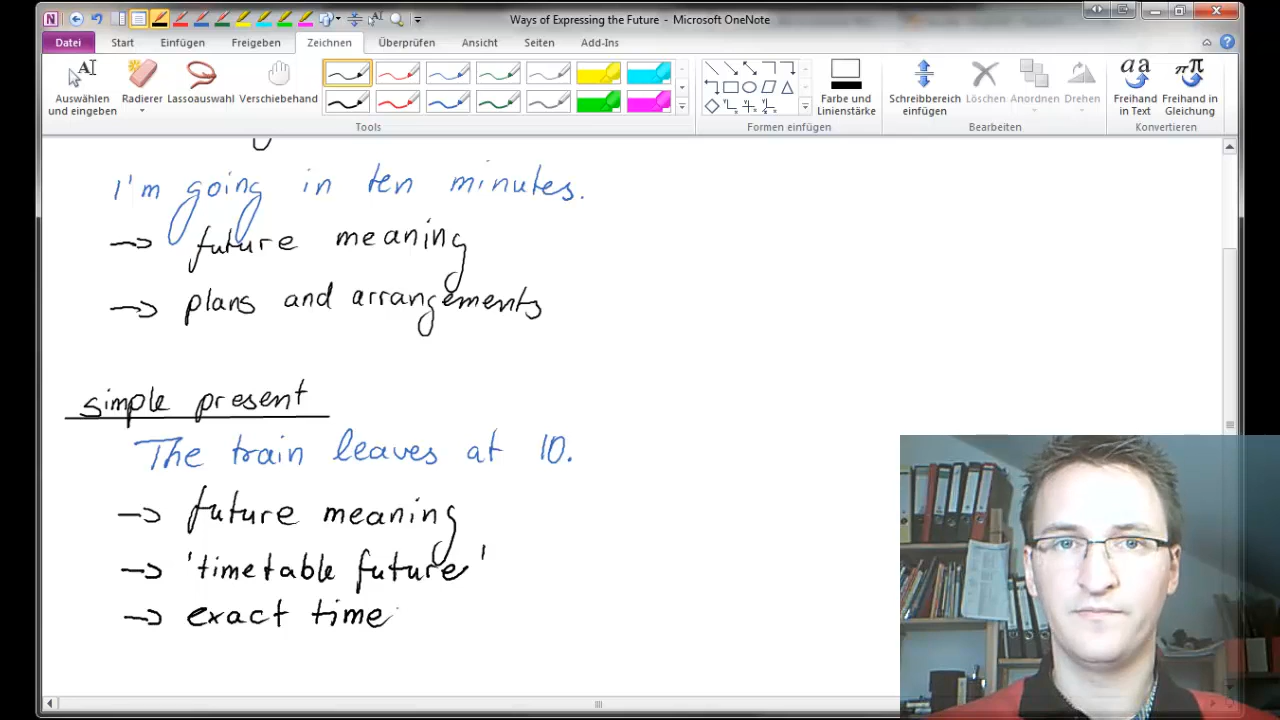 Ways of Expressing the Future - Microsoft OneNote
Datei Start Einfügen Freigeben Zeichnen Überprüfen Ansicht Seiten Add-Ins
Auswählen und eingeben Radierer Lassoauswahl Verschiebehand Farbe und Linienstärke Schreibbereich einfügen Löschen Anordnen Drehen Freihand in Text Freihand in Gleichung
Tools Formen einfügen Bearbeiten Konvertieren
I'm going in ten minutes.
→ future meaning
→ plans and arrangements
simple present
The train leaves at 10.
→ future meaning
→ 'timetable future'
→ exact time